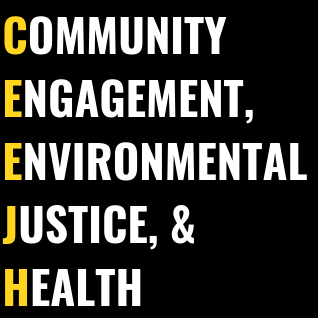 COMMUNITY
ENGAGEMENT,
ENVIRONMENTAL
JUSTICE, &
HEALTH